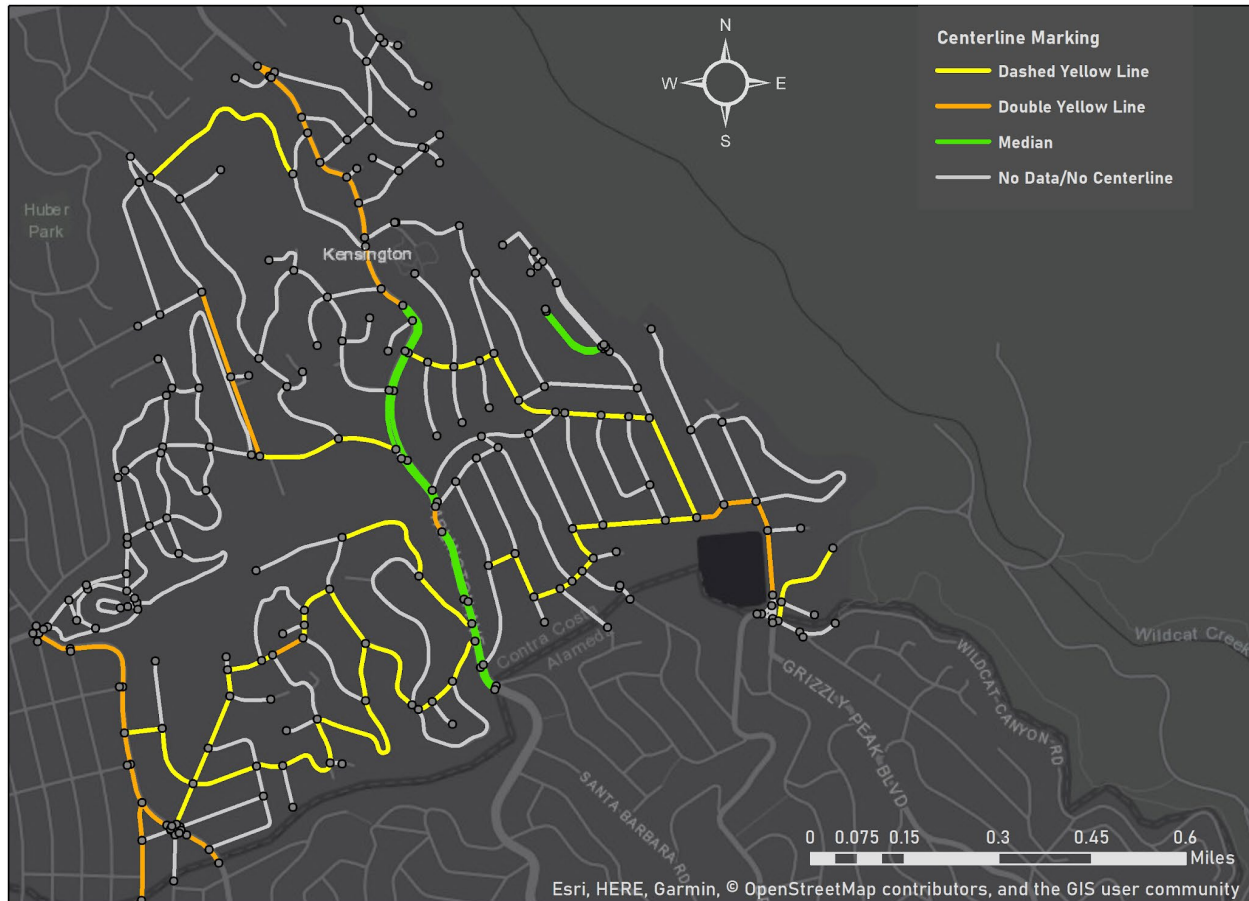 N
W E
S
Centerline Marking
Dashed Yellow Line
Double Yellow Line
Median
No Data/No Centerline
Huber
Park
Kensington
Contra Costa
Alamed
Wildcat Creek
WILDCAT CANYON RD
GRIZZLY PEAK BLVD
SANTA BARBARA RD
0 0.075 0.15 0.3 0.45 0.6
Miles
Esri, HERE, Garmin, © OpenStreetMap contributors, and the GIS user community